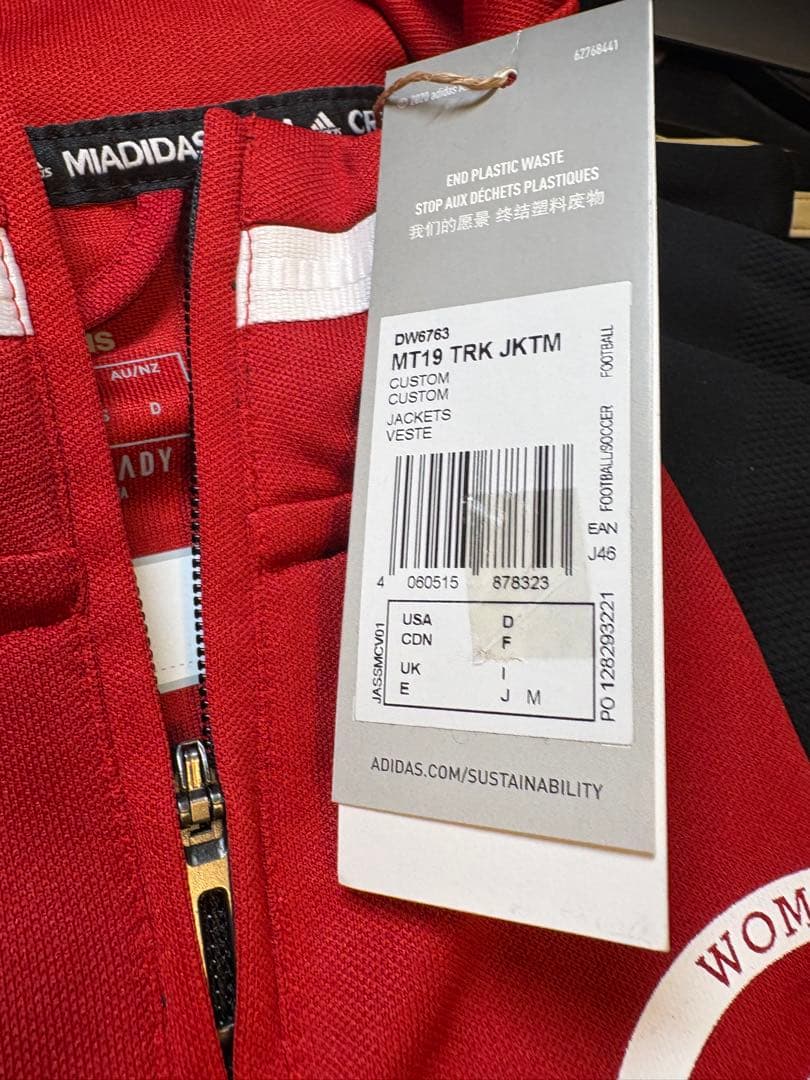 62768441
© 2020 adidas
END PLASTIC WASTE
STOP AUX DÉCHETS PLASTIQUES
我们的愿景 终结塑料废物
MIADIDAS
CR
DW6763
MT19 TRK JKTM
CUSTOM
CUSTOM
JACKETS
VESTE
FOOTBALL/SOCCER FOOTBALL
EAN
J46
4 060515 878323
USA D
CDN F
UK I
E J M
JASSMCV01
PO 128293221
ADIDAS.COM/SUSTAINABILITY
AU/NZ
D
ADY
WOM